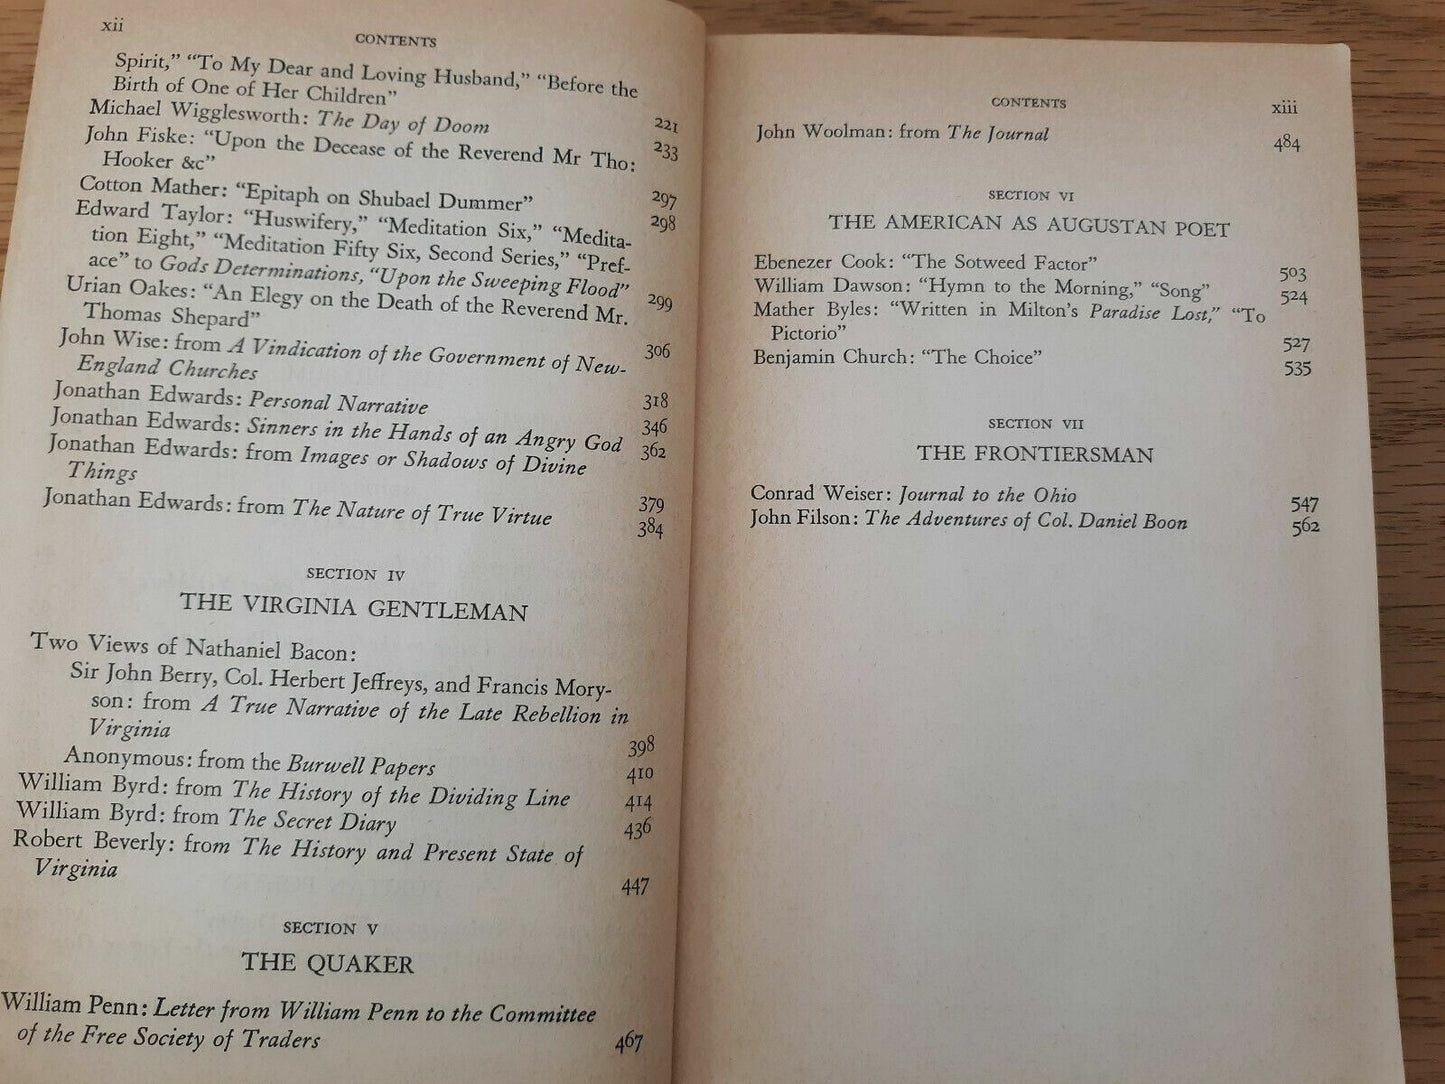 xii
CONTENTS
Spirit,” “To My Dear and Loving Husband,” “Before the
Birth of One of Her Children” 221
Michael Wigglesworth: The Day of Doom 233
John Fiske: “Upon the Decease of the Reverend Mr Tho:
Hooker &c” 297
Cotton Mather: “Epitaph on Shubael Dummer” 298
Edward Taylor: “Huswifery,” “Meditation Six,” “Medita-
tion Eight,” “Meditation Fifty Six, Second Series,” “Pref-
ace” to Gods Determinations, “Upon the Sweeping Flood” 299
Urian Oakes: “An Elegy on the Death of the Reverend Mr.
Thomas Shepard” 306
John Wise: from A Vindication of the Government of New-
England Churches 318
Jonathan Edwards: Personal Narrative 346
Jonathan Edwards: Sinners in the Hands of an Angry God 362
Jonathan Edwards: from Images or Shadows of Divine
Things 379
Jonathan Edwards: from The Nature of True Virtue 384
SECTION IV
THE VIRGINIA GENTLEMAN
Two Views of Nathaniel Bacon:
Sir John Berry, Col. Herbert Jeffreys, and Francis Mory-
son: from A True Narrative of the Late Rebellion in
Virginia 398
Anonymous: from the Burwell Papers 410
William Byrd: from The History of the Dividing Line 414
William Byrd: from The Secret Diary 436
Robert Beverly: from The History and Present State of
Virginia 447
SECTION V
THE QUAKER
William Penn: Letter from William Penn to the Committee
of the Free Society of Traders 467
CONTENTS
xiii
John Woolman: from The Journal 484
SECTION VI
THE AMERICAN AS AUGUSTAN POET
Ebenezer Cook: “The Sotweed Factor” 503
William Dawson: “Hymn to the Morning,” “Song” 524
Mather Byles: “Written in Milton's Paradise Lost,” “To
Pictorio” 527
Benjamin Church: “The Choice” 535
SECTION VII
THE FRONTIERSMAN
Conrad Weiser: Journal to the Ohio 547
John Filson: The Adventures of Col. Daniel Boon 562